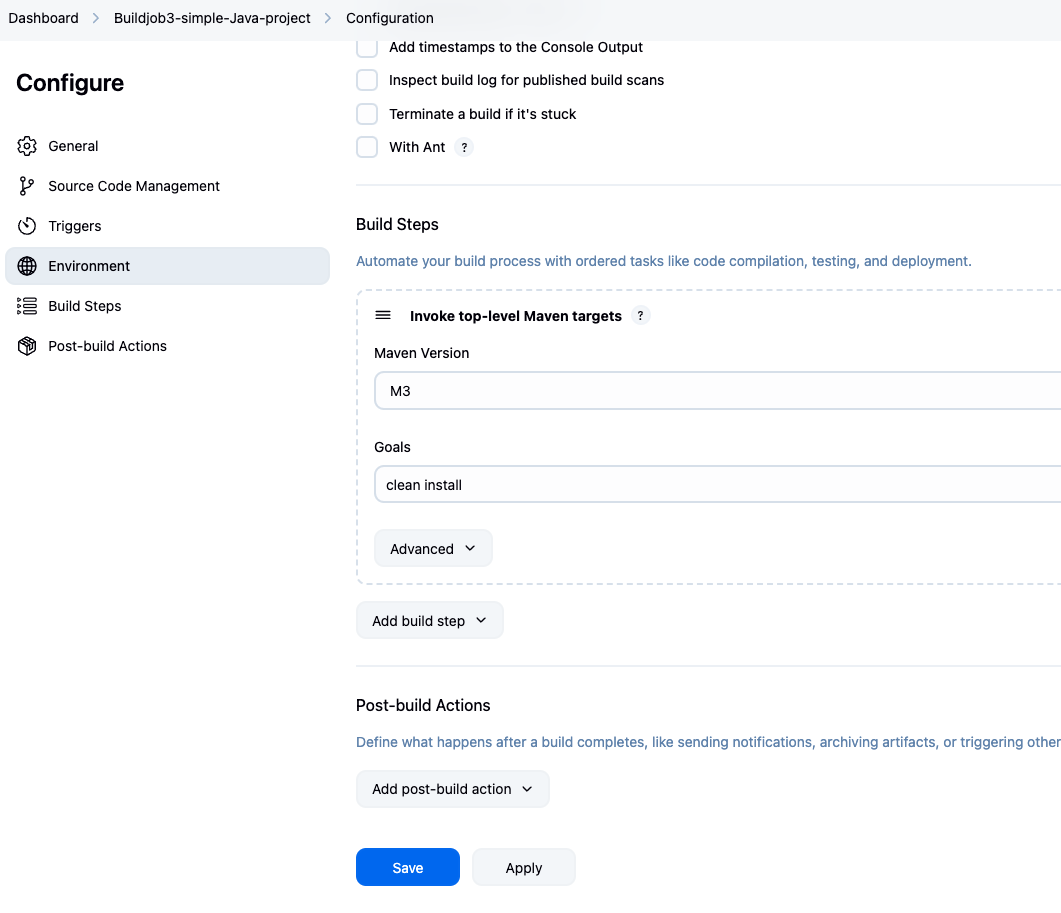 Dashboard > Buildjob3-simple-Java-project > Configuration
Configure
General
Source Code Management
Triggers
Environment
Build Steps
Post-build Actions
Add timestamps to the Console Output
Inspect build log for published build scans
Terminate a build if it's stuck
With Ant ?
Build Steps
Automate your build process with ordered tasks like code compilation, testing, and deployment.
Invoke top-level Maven targets ?
Maven Version
M3
Goals
clean install
Advanced
Add build step
Post-build Actions
Define what happens after a build completes, like sending notifications, archiving artifacts, or triggering other
Add post-build action
Save
Apply